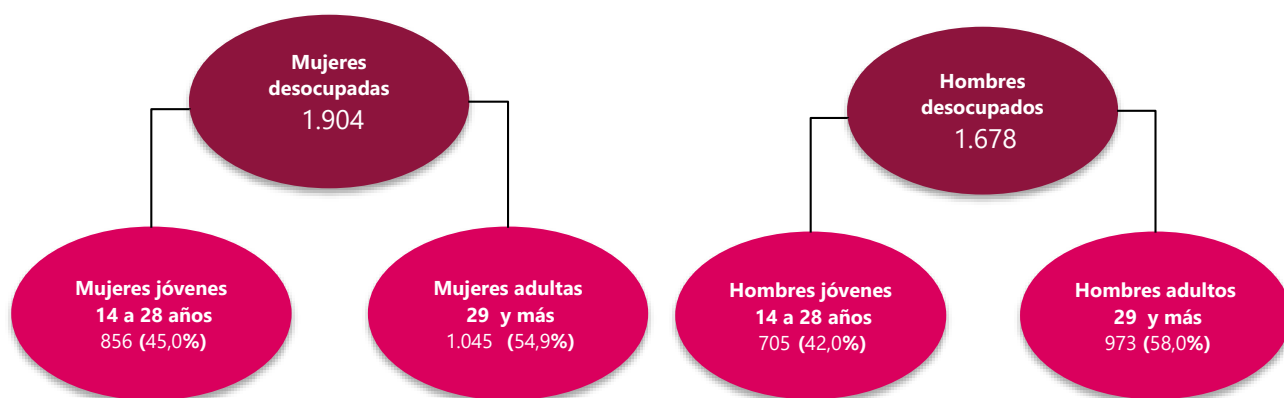 Mujeres
desocupadas
1.904
Hombres
desocupados
1.678
Mujeres jóvenes
14 a 28 años
856 (45,0%)
Mujeres adultas
29 y más
1.045 (54,9%)
Hombres jóvenes
14 a 28 años
705 (42,0%)
Hombres adultos
29 y más
973 (58,0%)